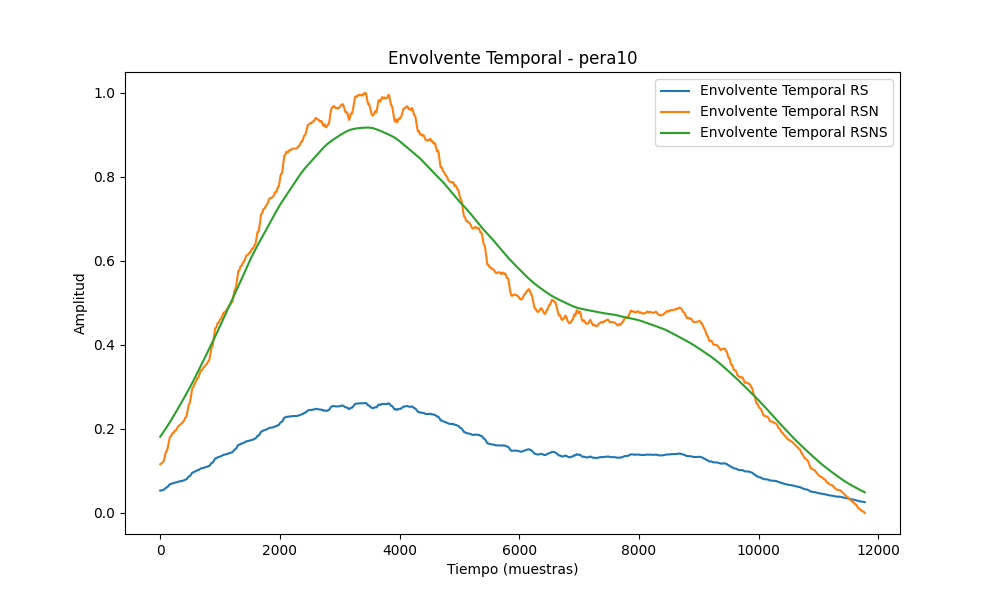 Envolvente Temporal - pera10
Envolvente Temporal RS
Envolvente Temporal RSN
Envolvente Temporal RSNS
Amplitud
1.0
0.8
0.6
0.4
0.2
0.0
0
2000
4000
6000
8000
10000
12000
Tiempo (muestras)